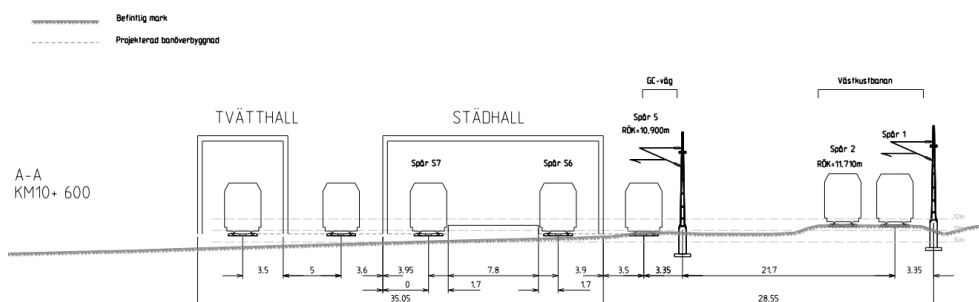 Befintlig mark
Projekterad banöverbyggnad
GC-väg
Västkustbanan
TVÄTTHALL
STÄDHALL
Spår 5
RÖK=10.900m
Spår 1
Spår 2
RÖK=11.710m
Spår S7
Spår S6
A-A
KM10+ 600
12m
10m
3.5
5
3.6
3.95
7.8
3.9
3.5
3.35
21.7
3.35
0
1.7
1.7
35.05
28.55